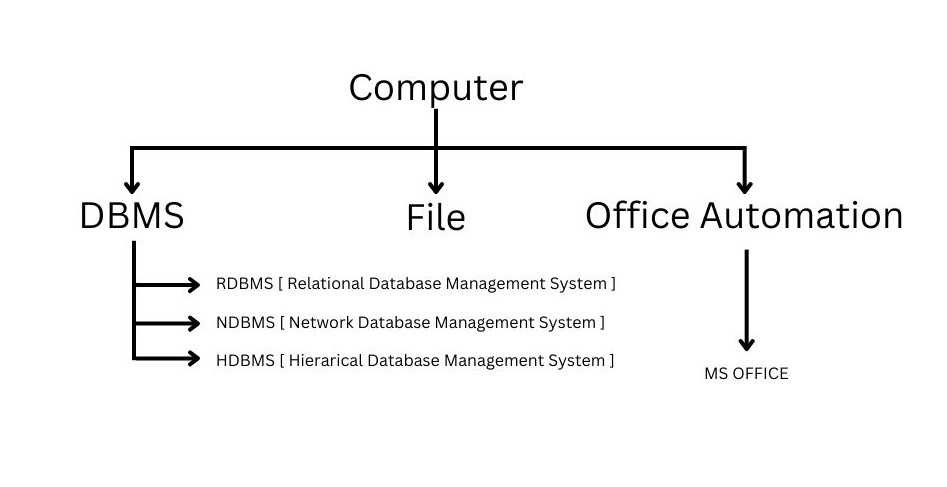 Computer
DBMS
File
Office Automation
RDBMS [ Relational Database Management System ]
NDBMS [ Network Database Management System ]
HDBMS [ Hierarical Database Management System ]
MS OFFICE